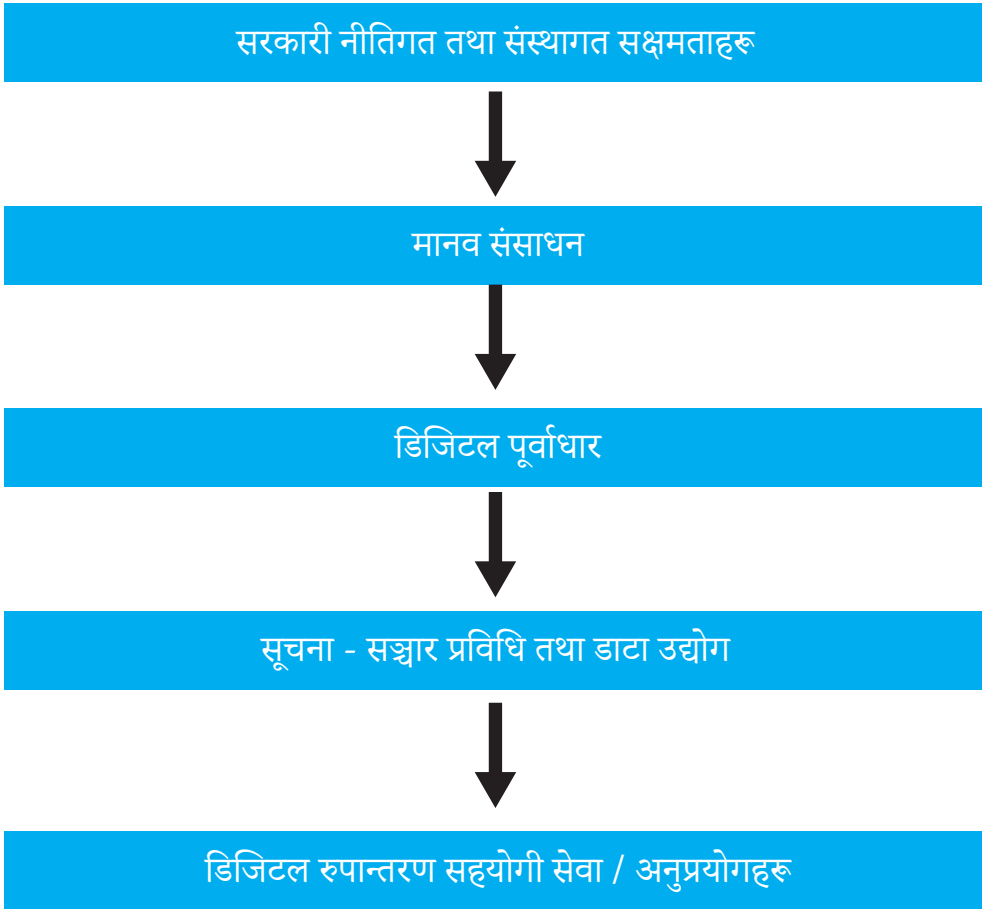 सरकारी नीतिगत तथा संस्थागत सक्षमताहरू
मानव संसाधन
डिजिटल पूर्वाधार
सूचना - सञ्चार प्रविधि तथा डाटा उद्योग
डिजिटल रुपान्तरण सहयोगी सेवा / अनुप्रयोगहरू